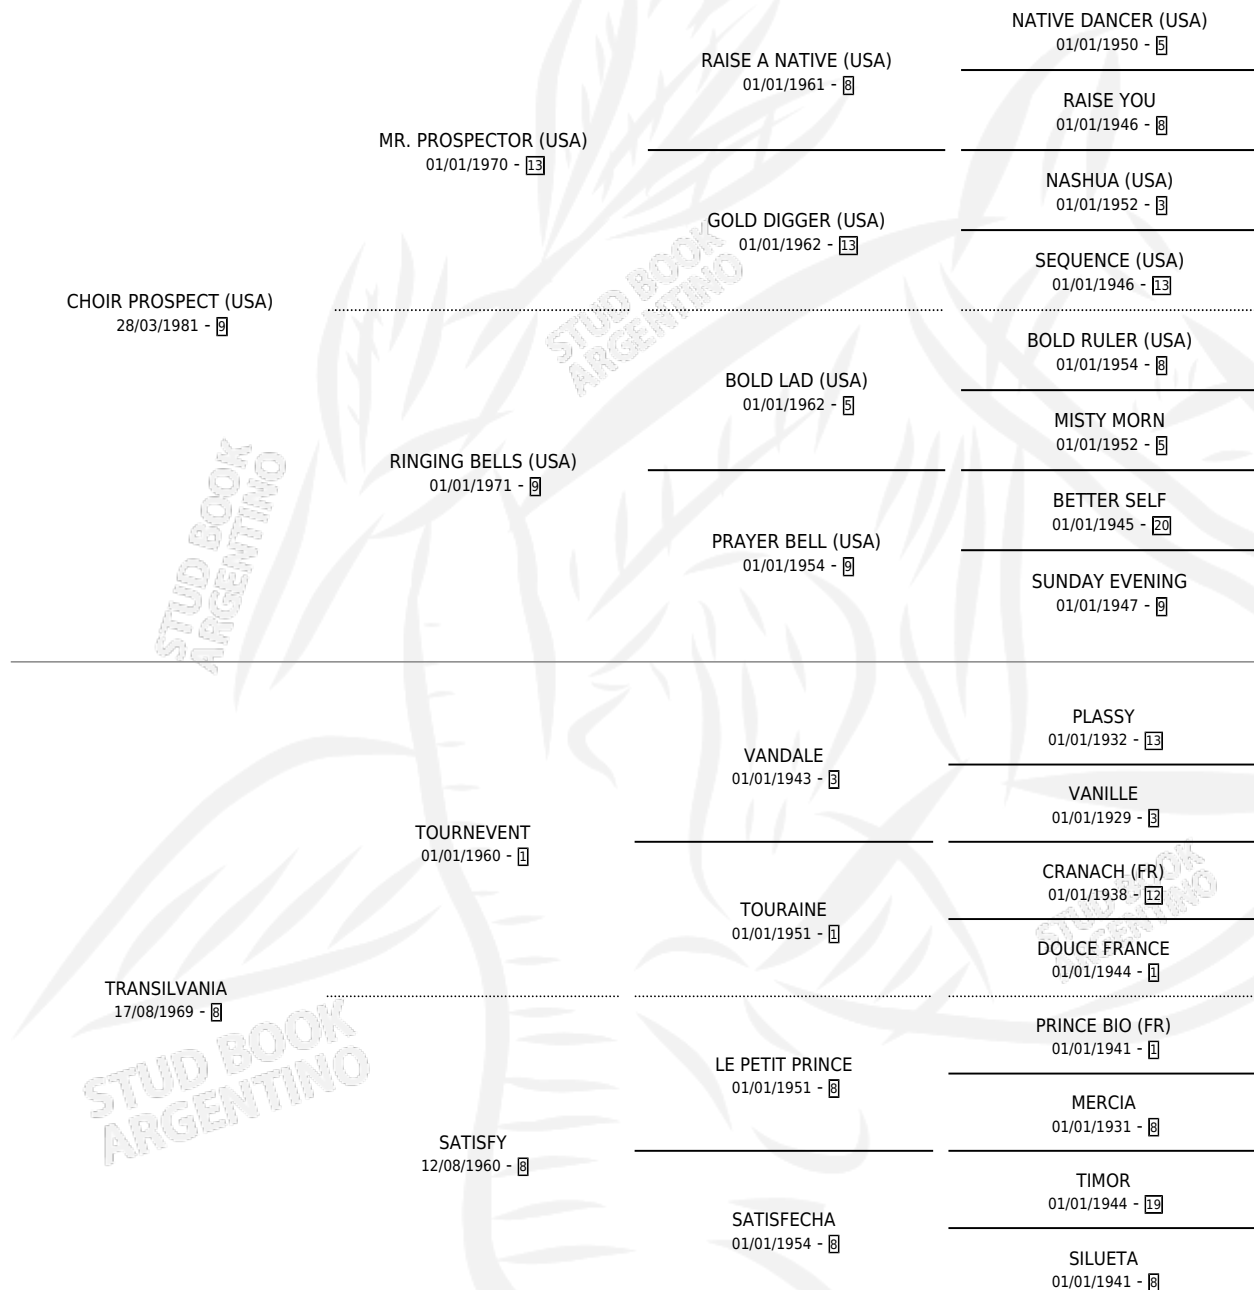 NATIVE DANCER (USA)
01/01/1950 - 5
RAISE A NATIVE (USA)
01/01/1961 - 8
RAISE YOU
01/01/1946 - 8
MR. PROSPECTOR (USA)
01/01/1970 - 13
NASHUA (USA)
01/01/1952 - 3
GOLD DIGGER (USA)
01/01/1962 - 13
SEQUENCE (USA)
01/01/1946 - 13
CHOIR PROSPECT (USA)
28/03/1981 - 9
STUD BOOK
ARGENTINO
BOLD RULER (USA)
01/01/1954 - 8
BOLD LAD (USA)
01/01/1962 - 5
MISTY MORN
01/01/1952 - 5
RINGING BELLS (USA)
01/01/1971 - 9
BETTER SELF
01/01/1945 - 20
PRAYER BELL (USA)
01/01/1954 - 9
SUNDAY EVENING
01/01/1947 - 9
STUD BOOK
ARGENTINO
PLASSY
01/01/1932 - 13
VANDALE
01/01/1943 - 3
VANILLE
01/01/1929 - 3
TOURNEVENT
01/01/1960 - 1
CRANACH (FR)
01/01/1938 - 12
TOURAINE
01/01/1951 - 1
STUD BOOK
ARGENTINO
DOUCE FRANCE
01/01/1944 - 1
TRANSILVANIA
17/08/1969 - 8
PRINCE BIO (FR)
01/01/1941 - 1
LE PETIT PRINCE
01/01/1951 - 8
MERCIA
01/01/1931 - 8
STUD BOOK
ARGENTINO
SATISFY
12/08/1960 - 8
TIMOR
01/01/1944 - 19
SATISFECHA
01/01/1954 - 8
SILUETA
01/01/1941 - 8